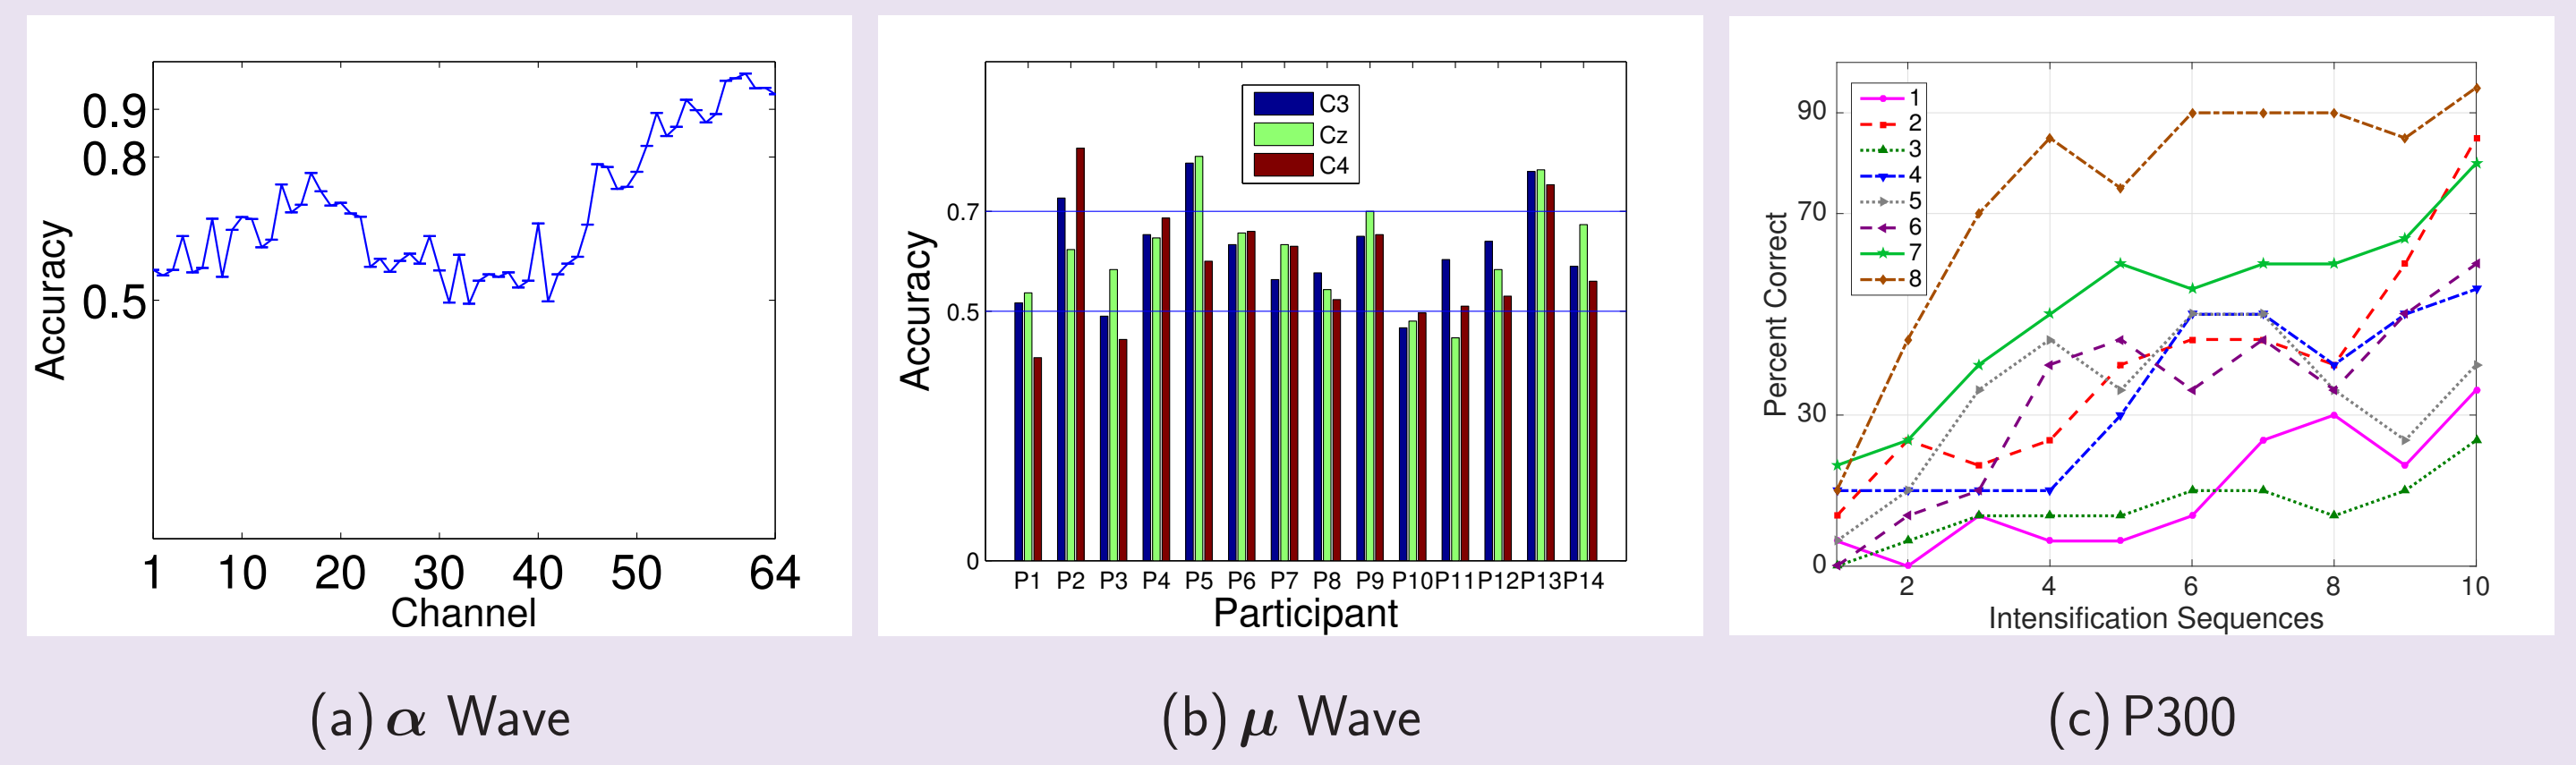 0.9
0.8
0.5
Accuracy
1 10 20 30 40 50 64
Channel
(a) α Wave
C3
Cz
C4
0.7
0.5
0
Accuracy
P1 P2 P3 P4 P5 P6 P7 P8 P9 P10 P11 P12 P13 P14
Participant
(b) μ Wave
1
2
3
4
5
6
7
8
90
70
30
0
Percent Correct
2 4 6 8 10
Intensification Sequences
(c) P300